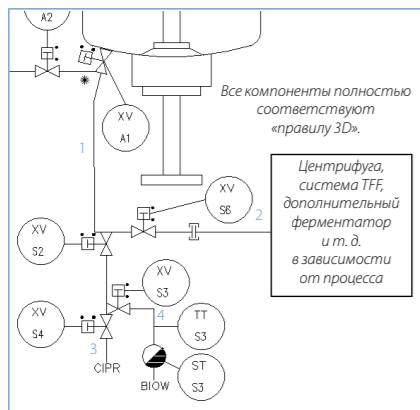 A2
XV
A1
Все компоненты полностью
соответствуют
«правилу 3D».
1
XV
S6
2
Центрифуга,
система TFF,
дополнительный
ферментатор
и т. д.
в зависимости
от процесса
XV
S2
XV
S3
4
XV
S4
TT
S3
3
CIPR
ST
S3
BIOW